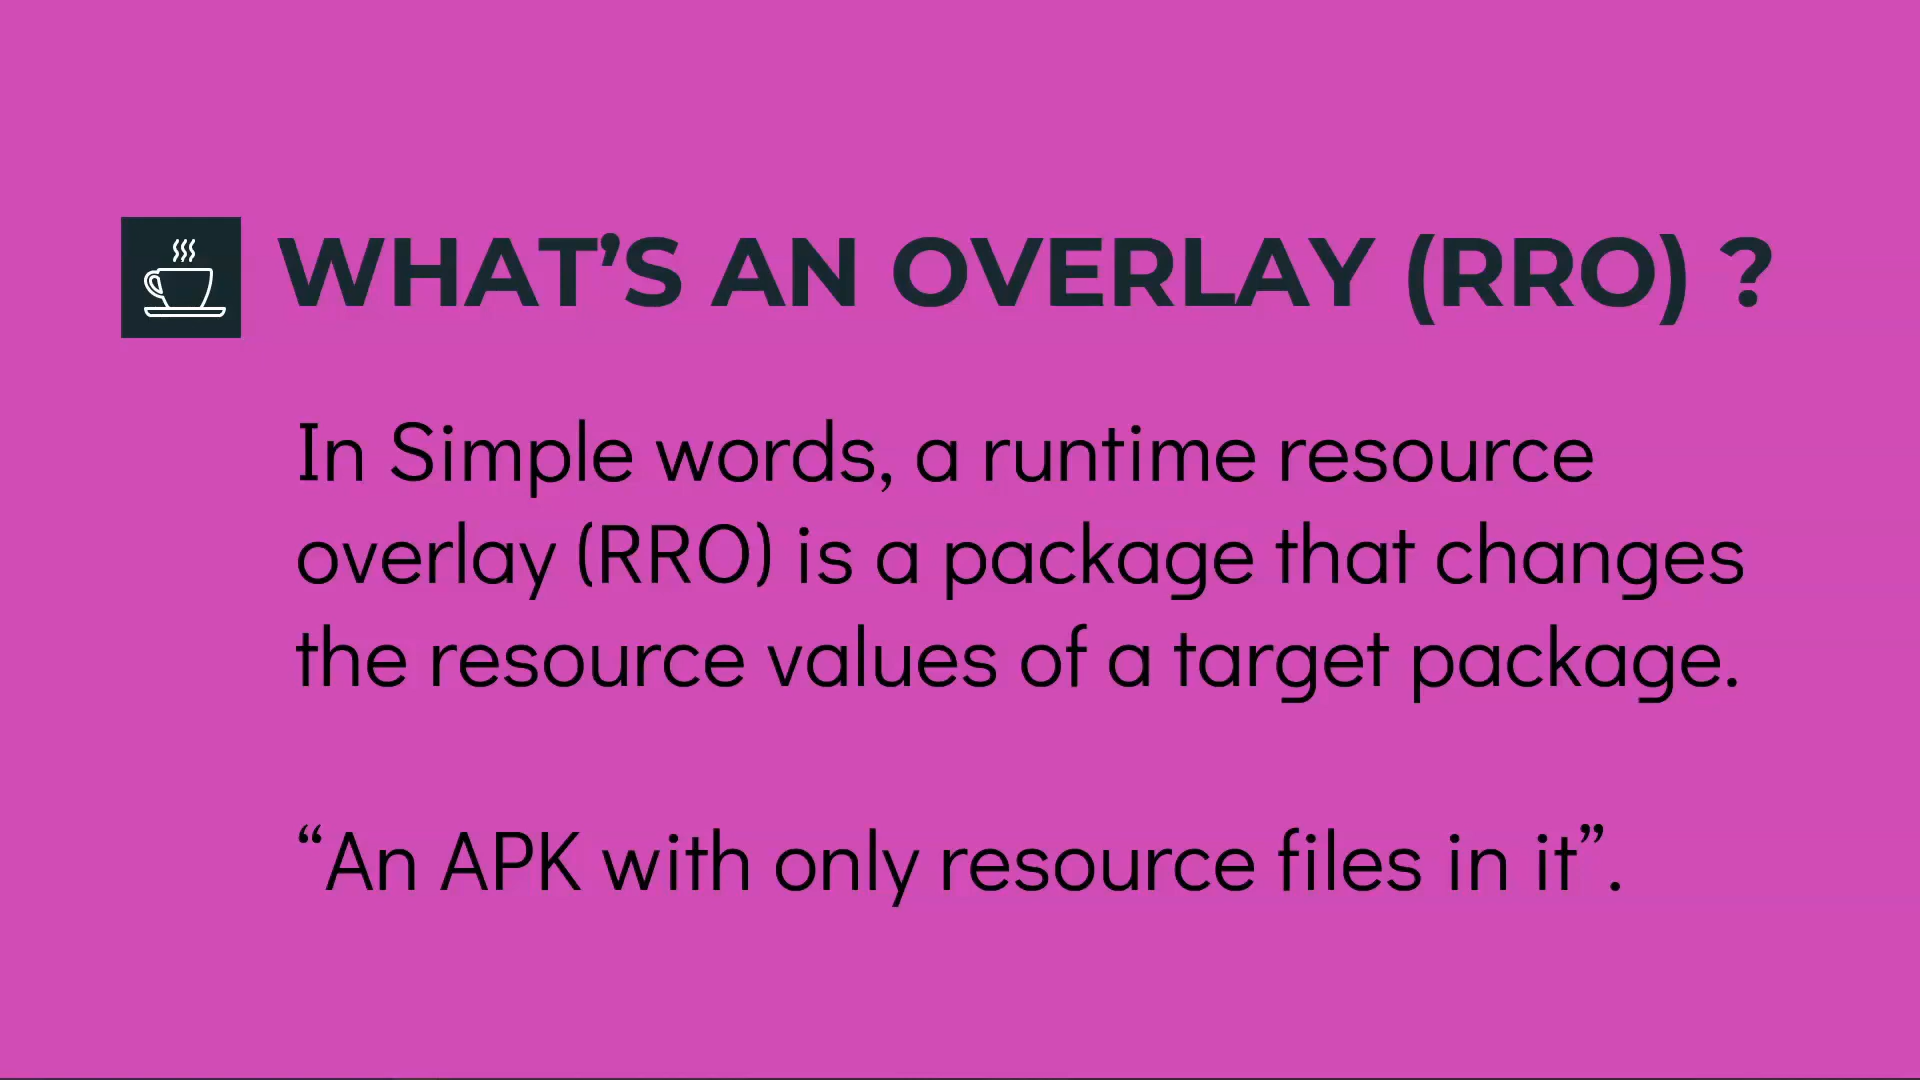 WHAT’S AN OVERLAY (RRO) ?
In Simple words, a runtime resource
overlay (RRO) is a package that changes
the resource values of a target package.
“An APK with only resource files in it”.